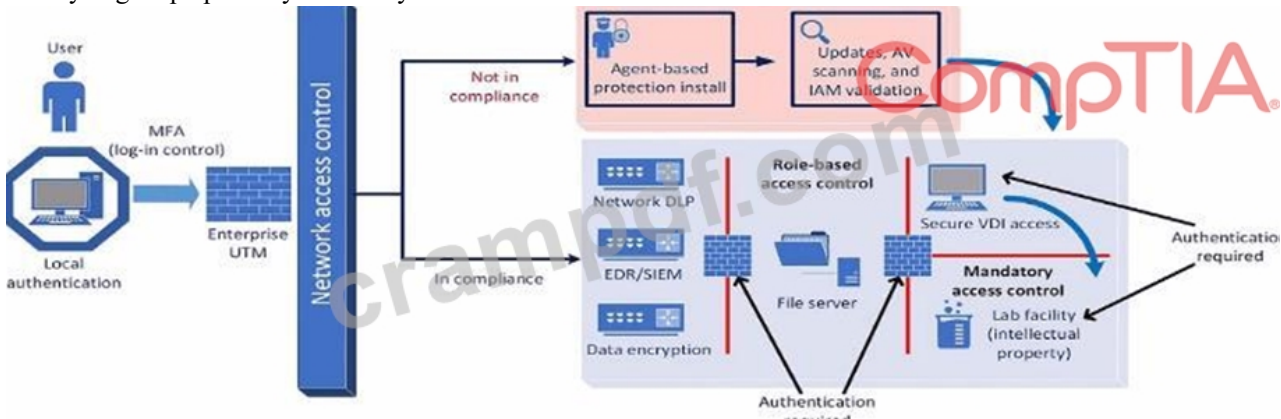 User
MFA
(log-in control)
Local
authentication
Enterprise
UTM
Network access control
Not in
compliance
In compliance
Agent-based
protection install
Updates, AV
scanning, and
IAM validation
CompTIA®
Network DLP
EDR/SIEM
Data encryption
Role-based
access control
File server
Secure VDI access
Mandatory
access control
Lab facility
(intellectual
property)
Authentication
required
Authentication
crampdf.com